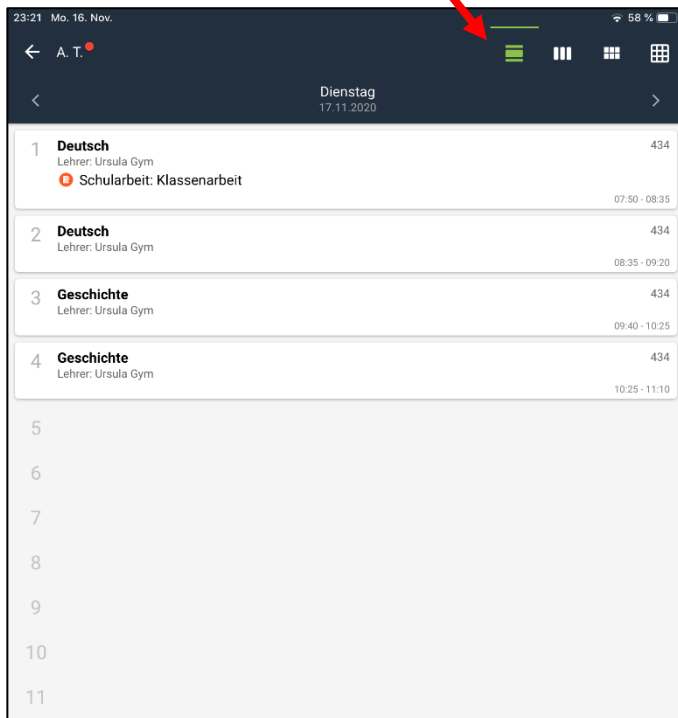 23:21 Mo. 16. Nov. 58 %
A. T.
Dienstag
17.11.2020
1 Deutsch 434
Lehrer: Ursula Gym
Schularbeit: Klassenarbeit
07:50 - 08:35
2 Deutsch 434
Lehrer: Ursula Gym
08:35 - 09:20
3 Geschichte 434
Lehrer: Ursula Gym
09:40 - 10:25
4 Geschichte 434
Lehrer: Ursula Gym
10:25 - 11:10
5
6
7
8
9
10
11